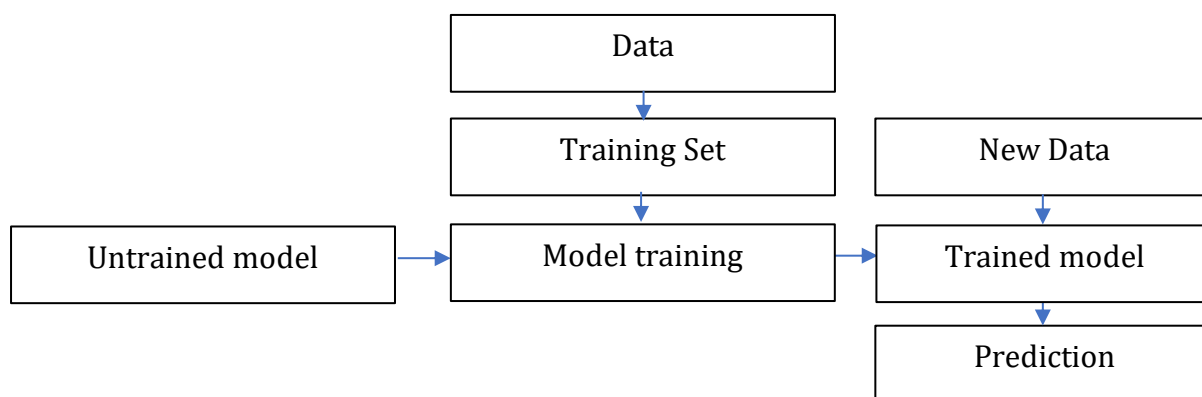 Data
Training Set
New Data
Untrained model
Model training
Trained model
Prediction